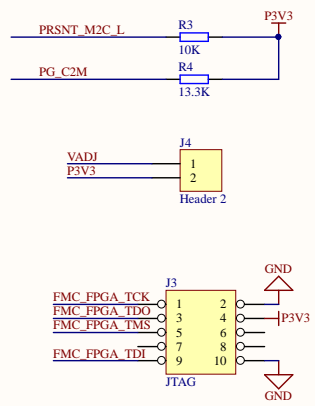 P3V3
R3
PRSNT_M2C_L
10K
R4
PG_C2M
13.3K
J4
VADJ 1
P3V3 2
Header 2
J3
GND
FMC_FPGA_TCK 1 2
FMC_FPGA_TDO 3 4 P3V3
FMC_FPGA_TMS 5 6
7 8
FMC_FPGA_TDI 9 10
JTAG
GND